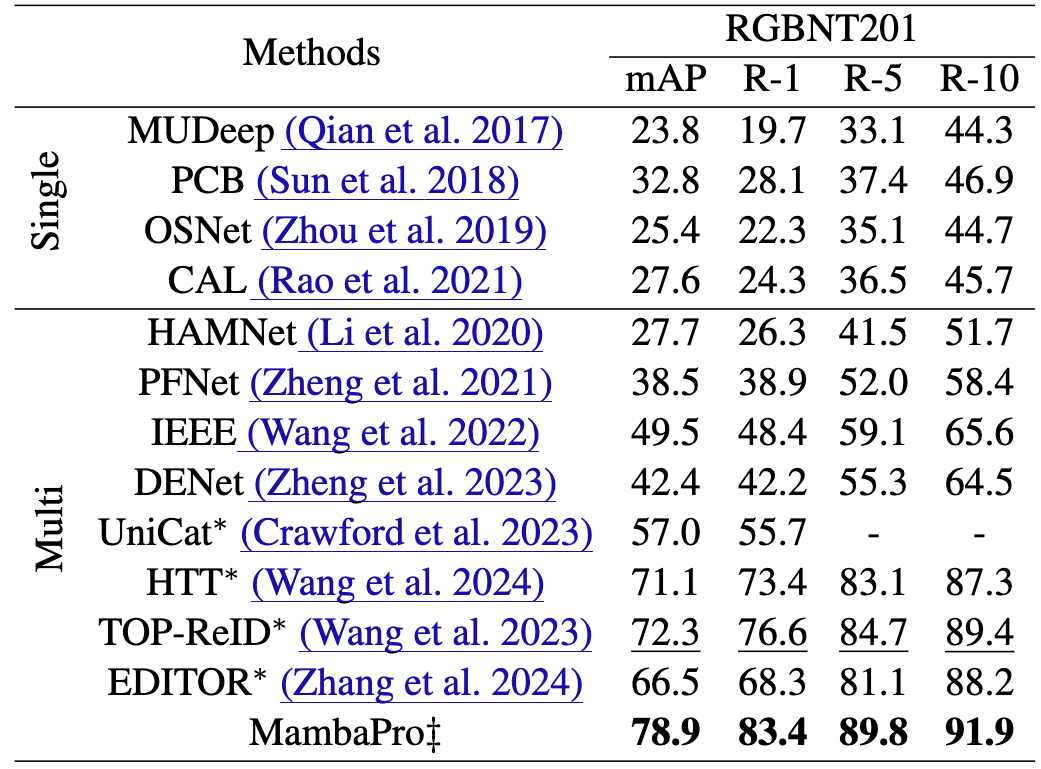 Methods RGBNT201
mAP R-1 R-5 R-10
Single
MUDeep (Qian et al. 2017) 23.8 19.7 33.1 44.3
PCB (Sun et al. 2018) 32.8 28.1 37.4 46.9
OSNet (Zhou et al. 2019) 25.4 22.3 35.1 44.7
CAL (Rao et al. 2021) 27.6 24.3 36.5 45.7
Multi
HAMNet (Li et al. 2020) 27.7 26.3 41.5 51.7
PFNet (Zheng et al. 2021) 38.5 38.9 52.0 58.4
IEEE (Wang et al. 2022) 49.5 48.4 59.1 65.6
DENet (Zheng et al. 2023) 42.4 42.2 55.3 64.5
UniCat* (Crawford et al. 2023) 57.0 55.7 - -
HTT* (Wang et al. 2024) 71.1 73.4 83.1 87.3
TOP-ReID* (Wang et al. 2023) 72.3 76.6 84.7 89.4
EDITOR* (Zhang et al. 2024) 66.5 68.3 81.1 88.2
MambaPro‡ 78.9 83.4 89.8 91.9